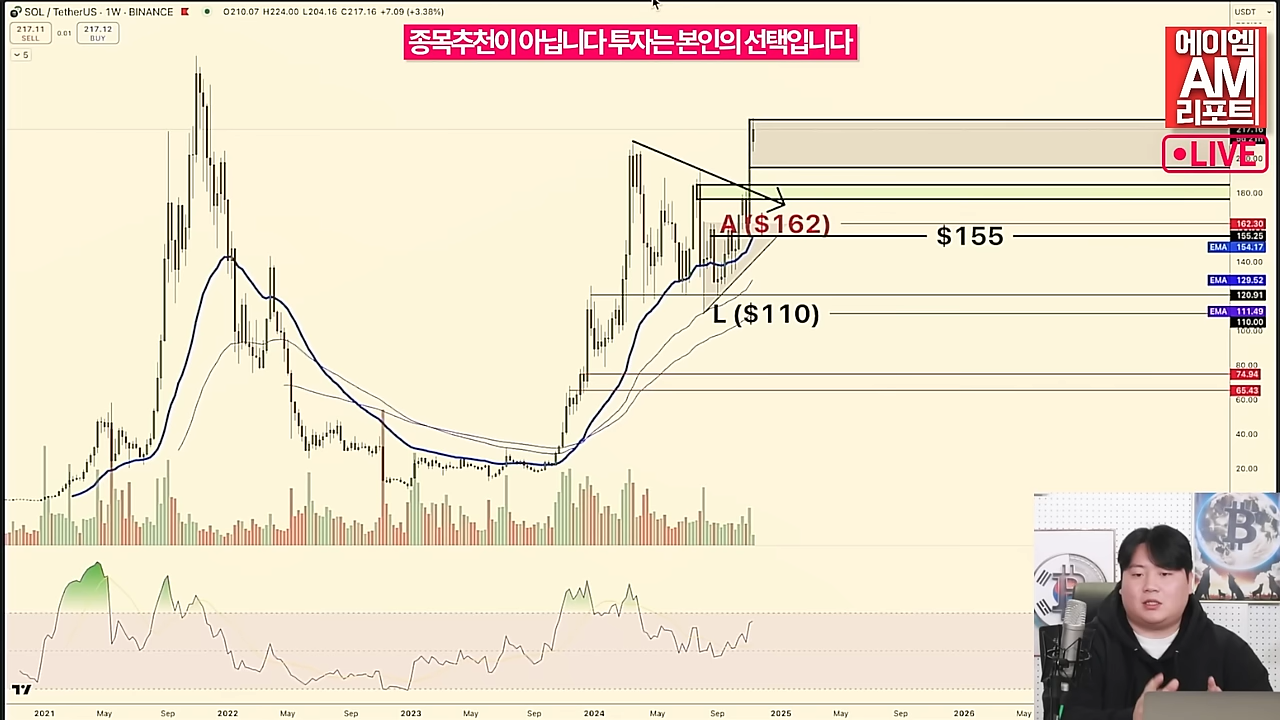 SOL / TetherUS · 1W · BINANCE
O210.07 H224.00 L204.16 C217.16 +7.09 (+3.38%)
USDT
217.11
SELL
0.01
217.12
BUY
5
종목추천이 아닙니다 투자는 본인의 선택입니다
에이엠
AM
리포트
217.16
LIVE
180.00
A ($162)
162.30
$155
155.25
EMA 154.17
140.00
EMA 129.52
120.91
L ($110)
EMA 111.49
110.00
100.00
80.00
74.94
65.43
60.00
40.00
20.00
2021
May
Sep
2022
May
Sep
2023
May
Sep
2024
May
Sep
2025
May
Sep
2026
May